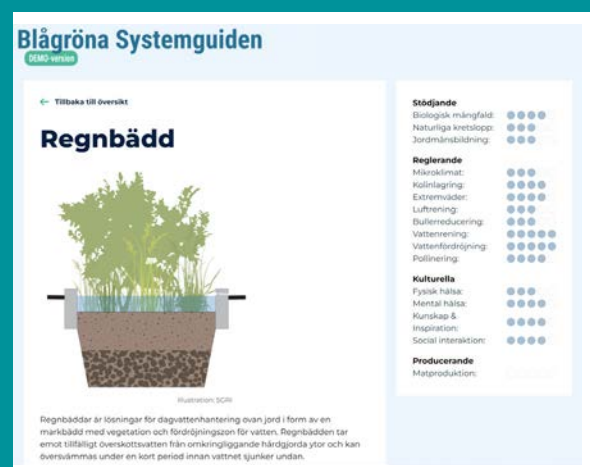 Blågröna Systemguiden
DEMO-version
← Tillbaka till översikt
Regnbädd
Illustration: SGRI
Regnbäddar är lösningar för dagvattenhantering ovan jord i form av en
markbädd med vegetation och fördröjningszon för vatten. Regnbädden tar
emot tillfälligt överskottsvatten från omkringliggande hårdgjorda ytor och kan
översvämmas under en kort period innan vattnet sjunker undan.
Stödjande
Biologisk mångfald:
Naturliga kretslopp:
Jordmånsbildning:
Reglerande
Mikroklimat:
Kolinlagring:
Extremväder:
Luftrening:
Bullerreducering:
Vattenrening:
Vattenfördröjning:
Pollinering:
Kulturella
Fysisk hälsa:
Mental hälsa:
Kunskap &
Inspiration:
Social interaktion:
Producerande
Matproduktion: